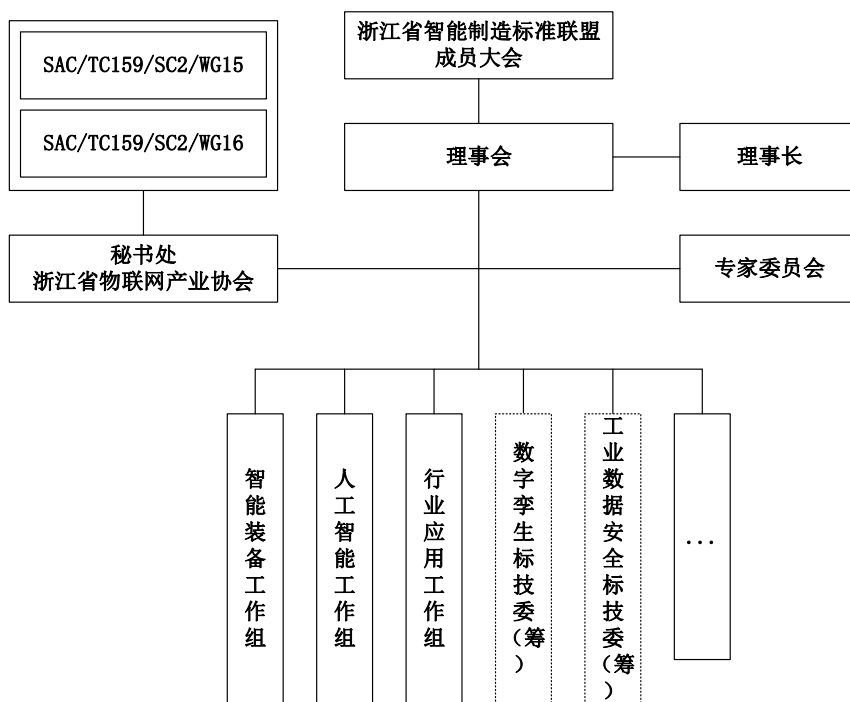 浙江省智能制造标准联盟
成员大会
SAC/TC159/SC2/WG15
SAC/TC159/SC2/WG16
理事会
理事长
秘书处
浙江省物联网产业协会
专家委员会
智能装备工作组
人工智能工作组
行业应用工作组
数字孪生标技委(筹)
工业数据安全标技委(筹)
...